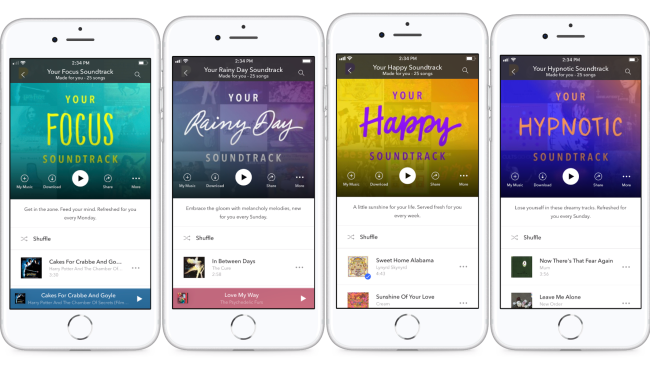 2:34 PM
Your Focus Soundtrack
Made for you · 25 songs
YOUR
FOCUS
SOUNDTRACK
My Music Download Share More
Get in the zone. Feed your mind. Refreshed for you
every Monday.
Shuffle
Cakes For Crabbe And Go...
Harry Potter And The Chamber Of ...
Cakes For Crabbe And Goyle
Harry Potter And The Chamber Of Secrets (Film...
2:34 PM
Your Rainy Day Soundtrack
Made for you · 25 songs
YOUR
Rainy Day
SOUNDTRACK
My Music Download Share More
Embrace the gloom with melancholy melodies, new
for you every Sunday.
Shuffle
In Between Days
The Cure
Love My Way
The Psychedelic Furs
2:34 PM
Your Happy Soundtrack
Made for you · 25 songs
YOUR
Happy
SOUNDTRACK
My Music Download Share More
A little sunshine for your life. Served fresh for you
every week.
Shuffle
Sweet Home Alabama
Lynyrd Skynyrd
Sunshine Of Your Love
Cream
2:34 PM
Your Hypnotic Soundtrack
Made for you · 25 songs
YOUR
HYPNOTIC
SOUNDTRACK
My Music Download Share More
Lose yourself in these dreamy tracks. Refreshed for
you every Sunday.
Shuffle
Now There's That Fear Again
Mum
Leave Me Alone
New Order